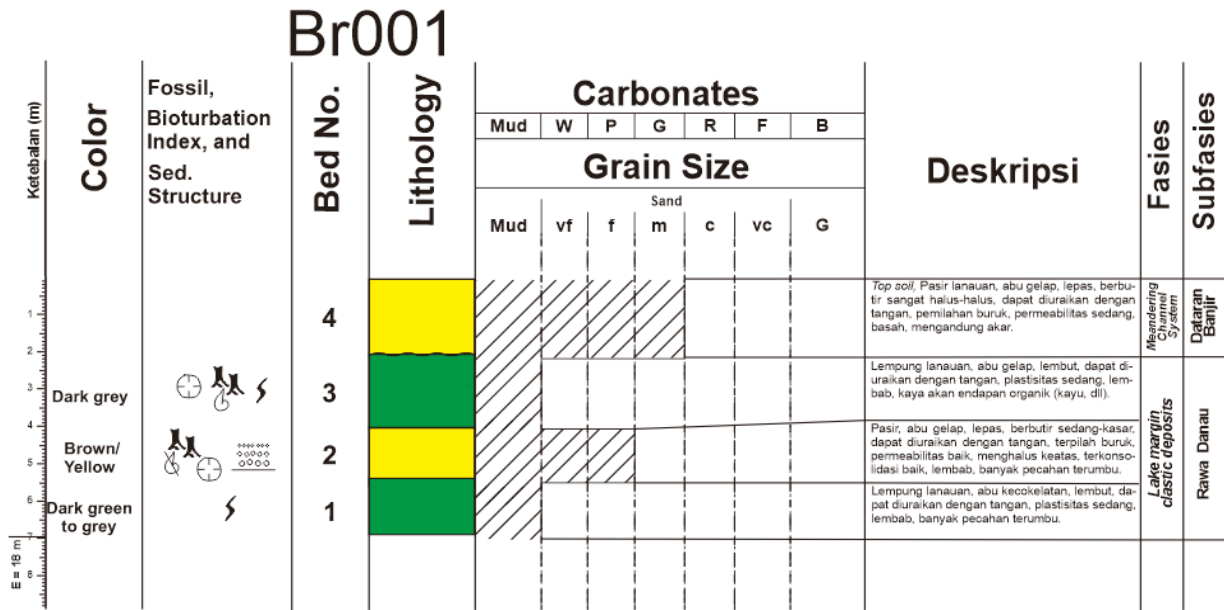 Br001
Ketebalan (m)
Color
Fossil,
Bioturbation
Index, and
Sed.
Structure
Bed No.
Lithology
Carbonates
Mud W P G R F B
Grain Size
Sand
Mud vf f m c vc G
Deskripsi
Fasies
Subfasies
1
2
3
4
5
6
7
8
E = 18 m
4
Top soil, Pasir lanauan, abu gelap, lepas, berbu-
tir sangat halus-halus, dapat diuraikan dengan
tangan, pemilahan buruk, permeabilitas sedang,
basah, mengandung akar.
Meandering
Channel
System
Dataran
Banjir
Dark grey
3
Lempung lanauan, abu gelap, lembut, dapat di-
uraikan dengan tangan, plastisitas sedang, lem-
bab, kaya akan endapan organik (kayu, dll).
Brown/
Yellow
2
Pasir, abu gelap, lepas, berbutir sedang-kasar,
dapat diuraikan dengan tangan, terpilah buruk,
permeabilitas baik, menghalus keatas, terkonso-
lidasi baik, lembab, banyak pecahan terumbu.
Dark green
to grey
1
Lempung lanauan, abu kecokelatan, lembut, da-
pat diuraikan dengan tangan, plastisitas sedang,
lembab, banyak pecahan terumbu.
Lake margin
clastic deposits
Rawa Danau